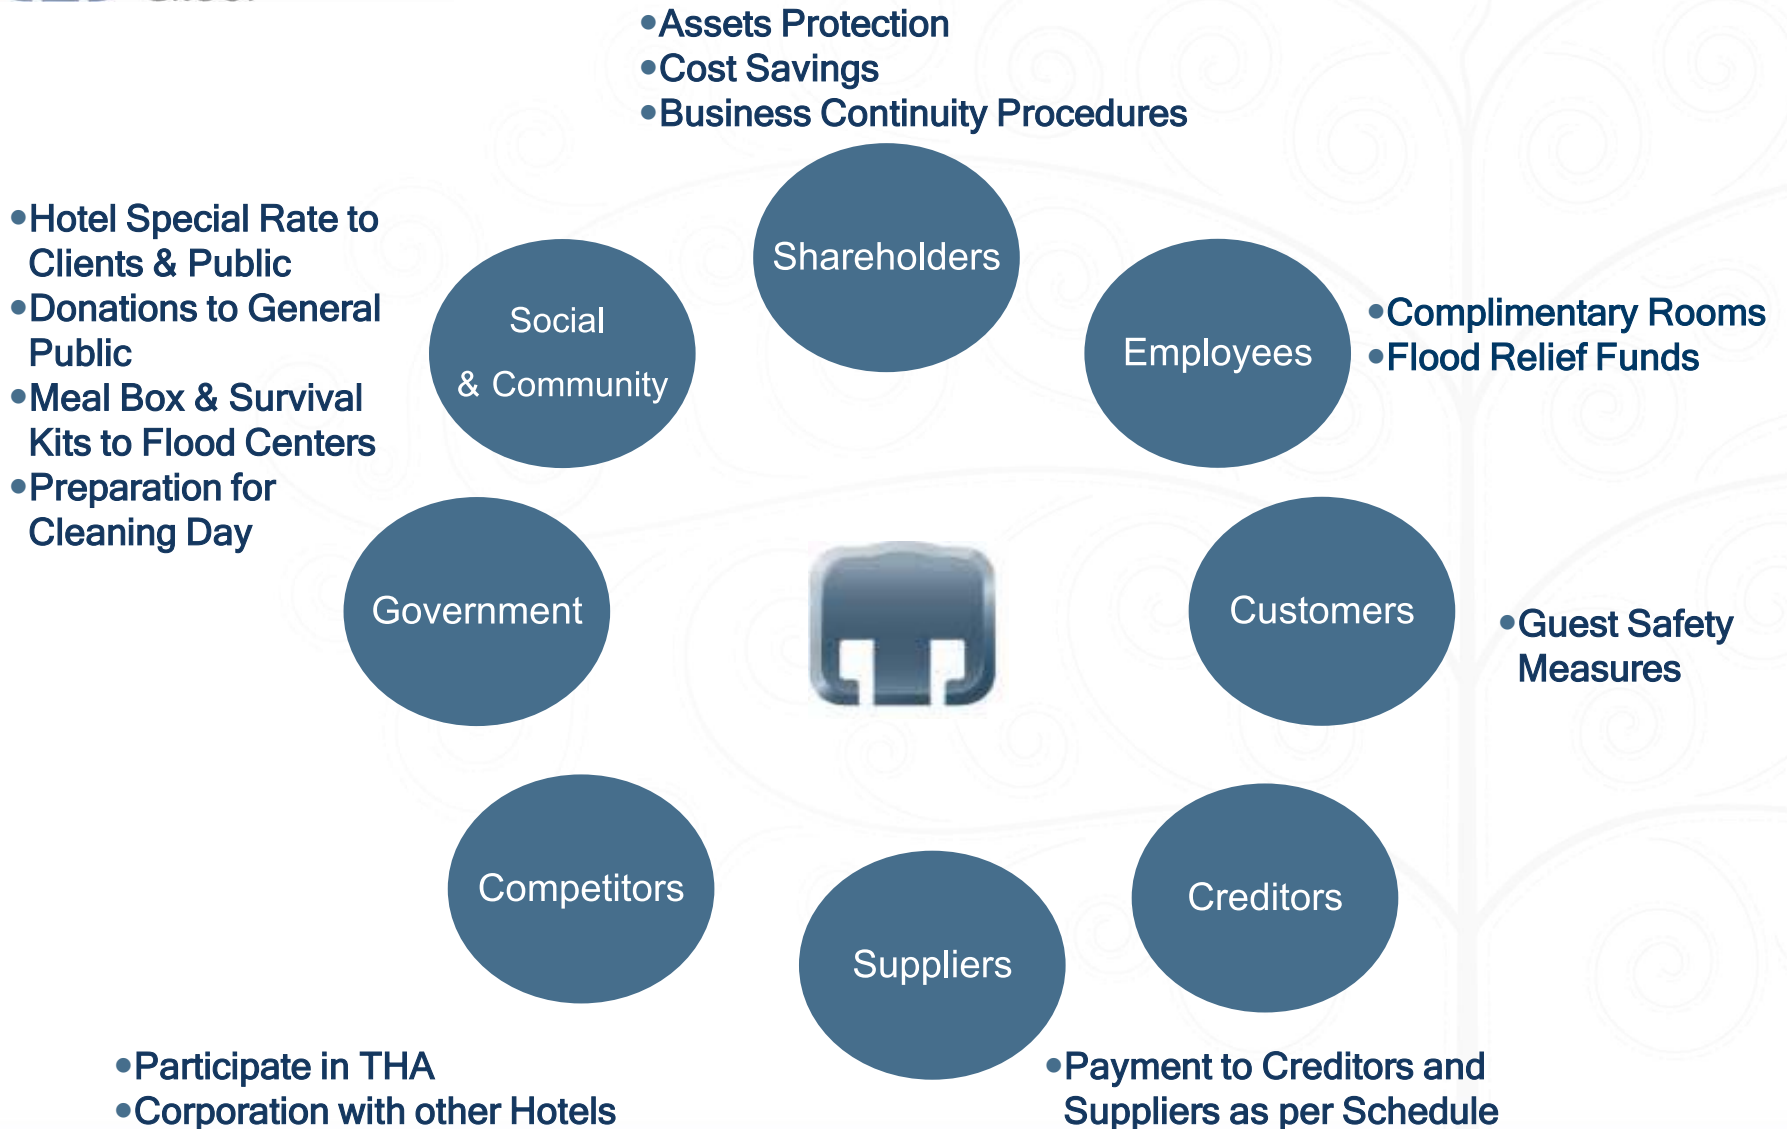 •Assets Protection
•Cost Savings
•Business Continuity Procedures
Shareholders
•Hotel Special Rate to
Clients & Public
•Donations to General
Public
•Meal Box & Survival
Kits to Flood Centers
•Preparation for
Cleaning Day
Social
& Community
Employees
•Complimentary Rooms
•Flood Relief Funds
Government
Customers
•Guest Safety
Measures
Competitors
Suppliers
Creditors
•Participate in THA
•Corporation with other Hotels
•Payment to Creditors and
Suppliers as per Schedule